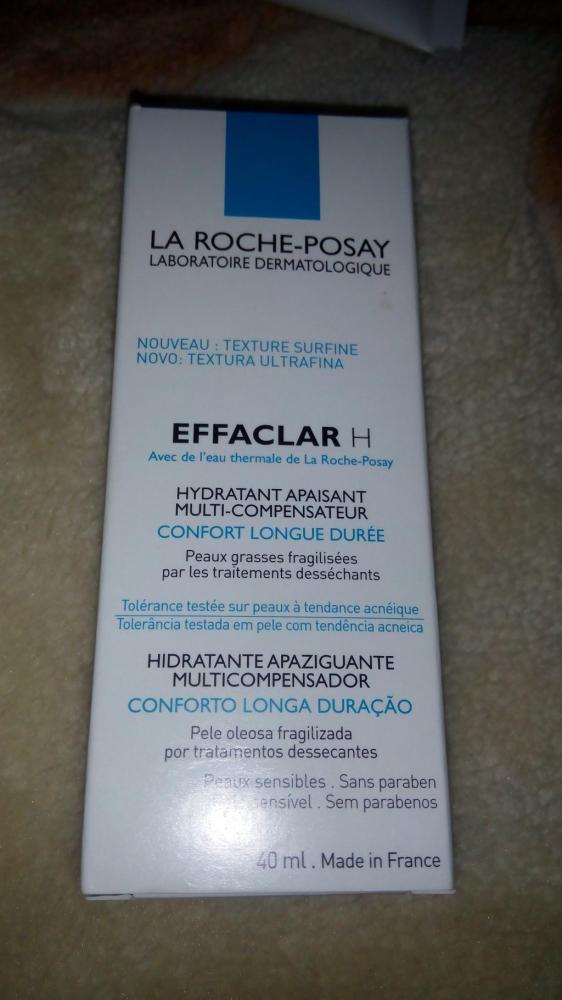 LA ROCHE-POSAY
LABORATOIRE DERMATOLOGIQUE
NOUVEAU : TEXTURE SURFINE
NOVO: TEXTURA ULTRAFINA
EFFACLAR H
Avec de l'eau thermale de La Roche-Posay
HYDRATANT APAISANT
MULTI-COMPENSATEUR
CONFORT LONGUE DURÉE
Peaux grasses fragilisées
par les traitements desséchants
Tolérance testée sur peaux à tendance acnéique
Tolerância testada em pele com tendência acneica
HIDRATANTE APAZIGUANTE
MULTICOMPENSADOR
CONFORTO LONGA DURAÇÃO
Pele oleosa fragilizada
por tratamentos dessecantes
Peaux sensibles . Sans paraben
sensível . Sem parabenos
40 ml . Made in France